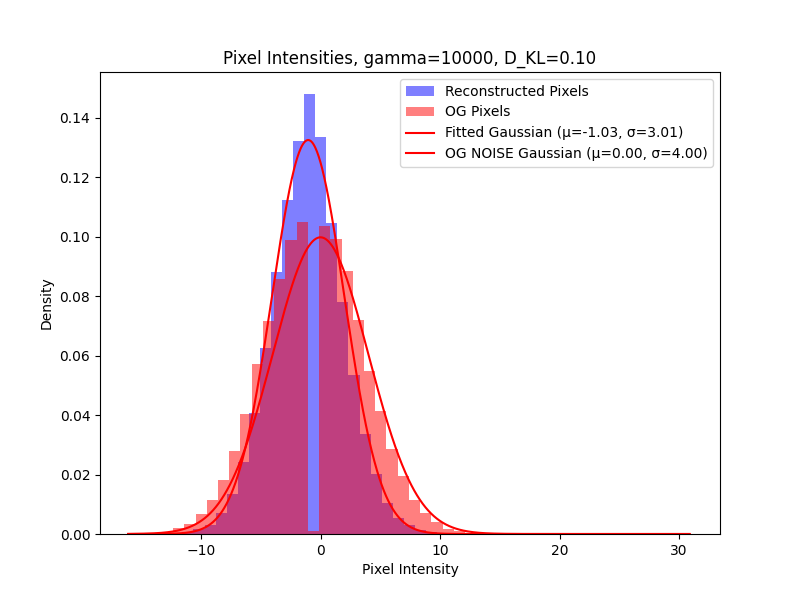 Pixel Intensities, gamma=10000, D_KL=0.10
Reconstructed Pixels
OG Pixels
Fitted Gaussian (μ=-1.03, σ=3.01)
OG NOISE Gaussian (μ=0.00, σ=4.00)
0.14
0.12
0.10
0.08
0.06
0.04
0.02
0.00
Density
−10
0
10
20
30
Pixel Intensity